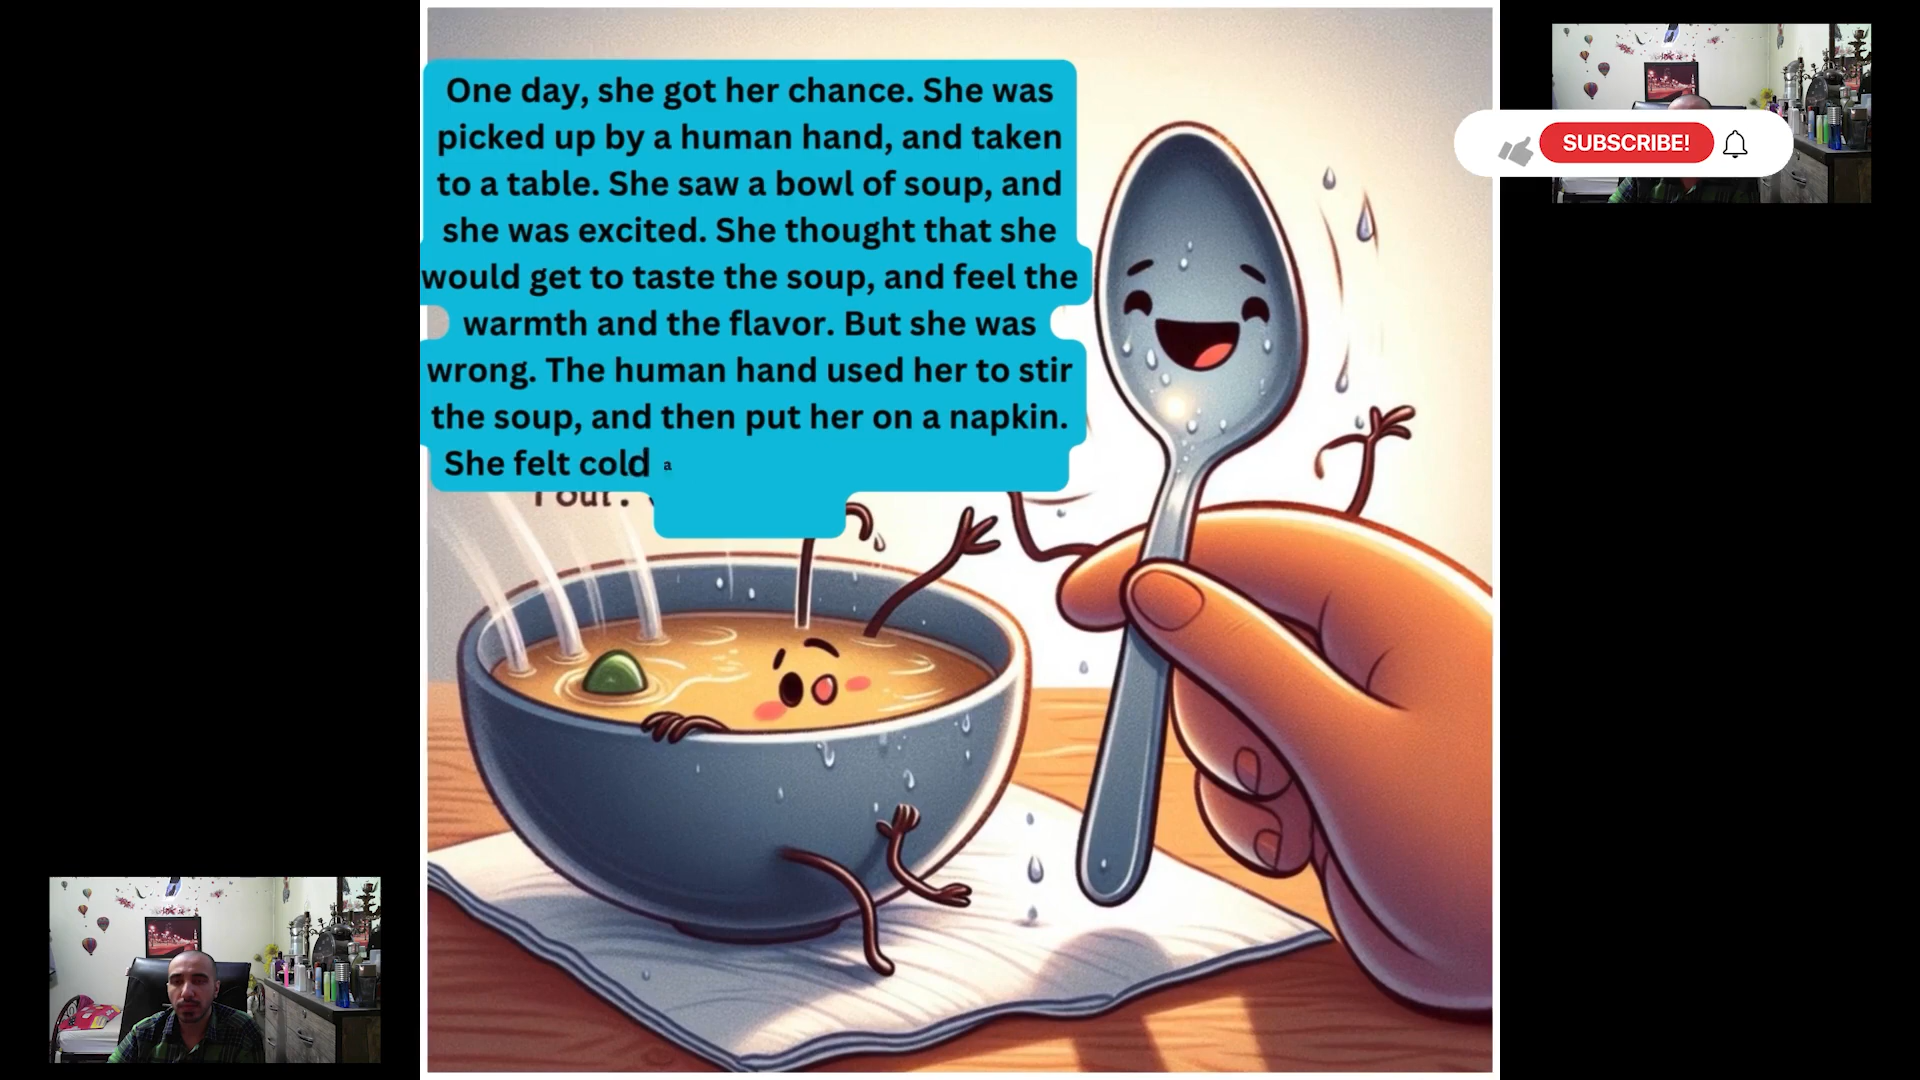 One day, she got her chance. She was
picked up by a human hand, and taken
to a table. She saw a bowl of soup, and
she was excited. She thought that she
would get to taste the soup, and feel the
warmth and the flavor. But she was
wrong. The human hand used her to stir
the soup, and then put her on a napkin.
She felt cold a
SUBSCRIBE!